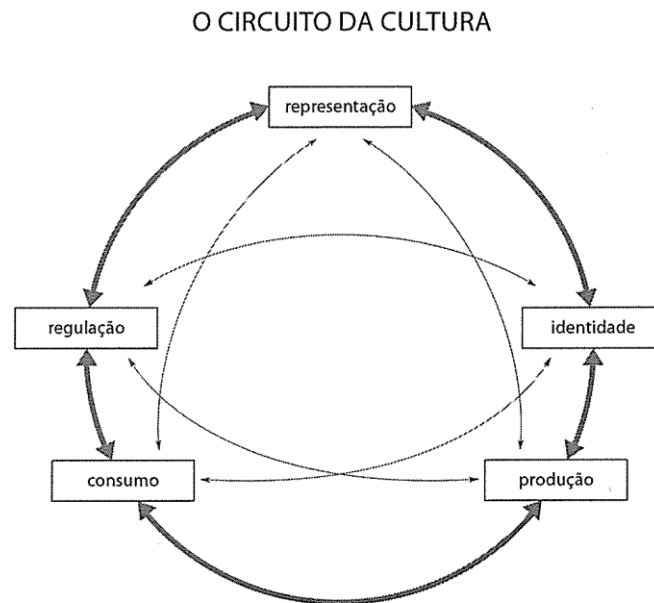 O CIRCUITO DA CULTURA
representação
regulação
identidade
consumo
produção